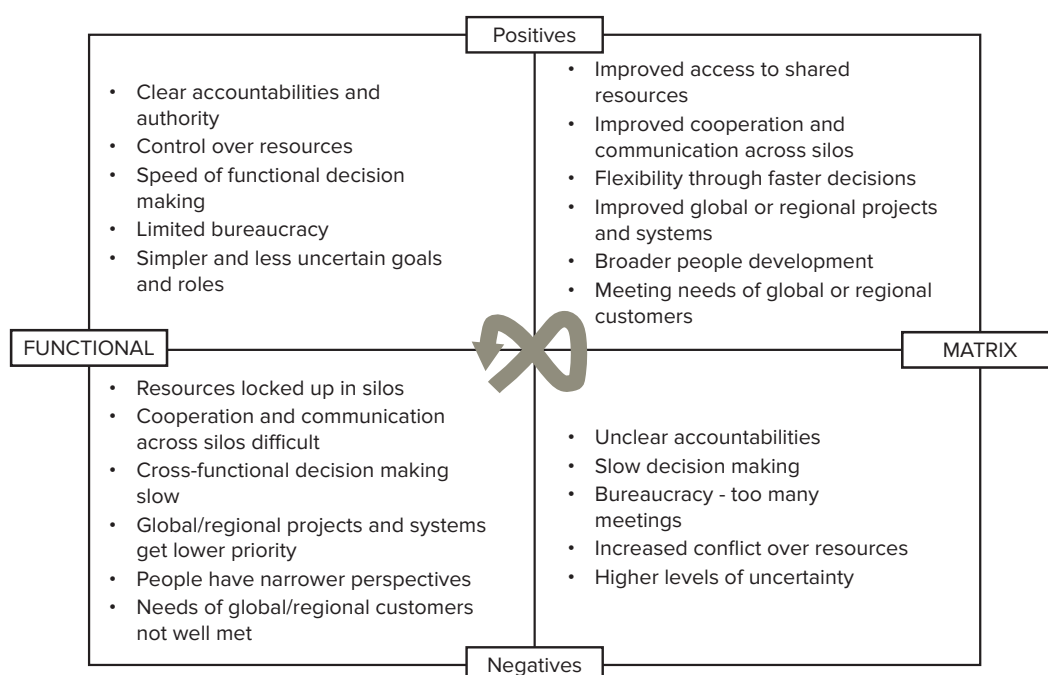 Positives
• Clear accountabilities and
authority
• Control over resources
• Speed of functional decision
making
• Limited bureaucracy
• Simpler and less uncertain goals
and roles
• Improved access to shared
resources
• Improved cooperation and
communication across silos
• Flexibility through faster decisions
• Improved global or regional projects
and systems
• Broader people development
• Meeting needs of global or regional
customers
FUNCTIONAL
MATRIX
• Resources locked up in silos
• Cooperation and communication
across silos difficult
• Cross-functional decision making
slow
• Global/regional projects and systems
get lower priority
• People have narrower perspectives
• Needs of global/regional customers
not well met
• Unclear accountabilities
• Slow decision making
• Bureaucracy - too many
meetings
• Increased conflict over resources
• Higher levels of uncertainty
Negatives